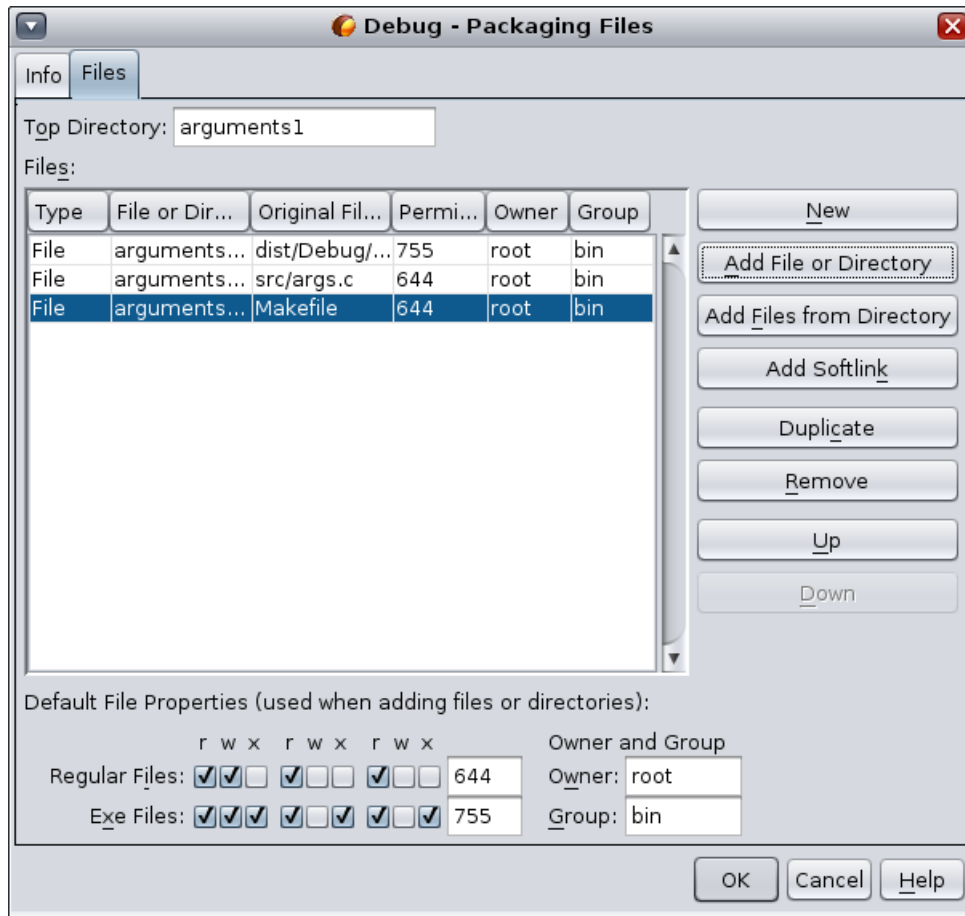 Debug - Packaging Files
Info Files
Top Directory: arguments1
Files:
Type File or Dir... Original Fil... Permi... Owner Group
File arguments... dist/Debug/... 755 root bin
File arguments... src/args.c 644 root bin
File arguments... Makefile 644 root bin
New
Add File or Directory
Add Files from Directory
Add Softlink
Duplicate
Remove
Up
Down
Default File Properties (used when adding files or directories):
r w x r w x r w x Owner and Group
Regular Files: 644 Owner: root
Exe Files: 755 Group: bin
OK Cancel Help